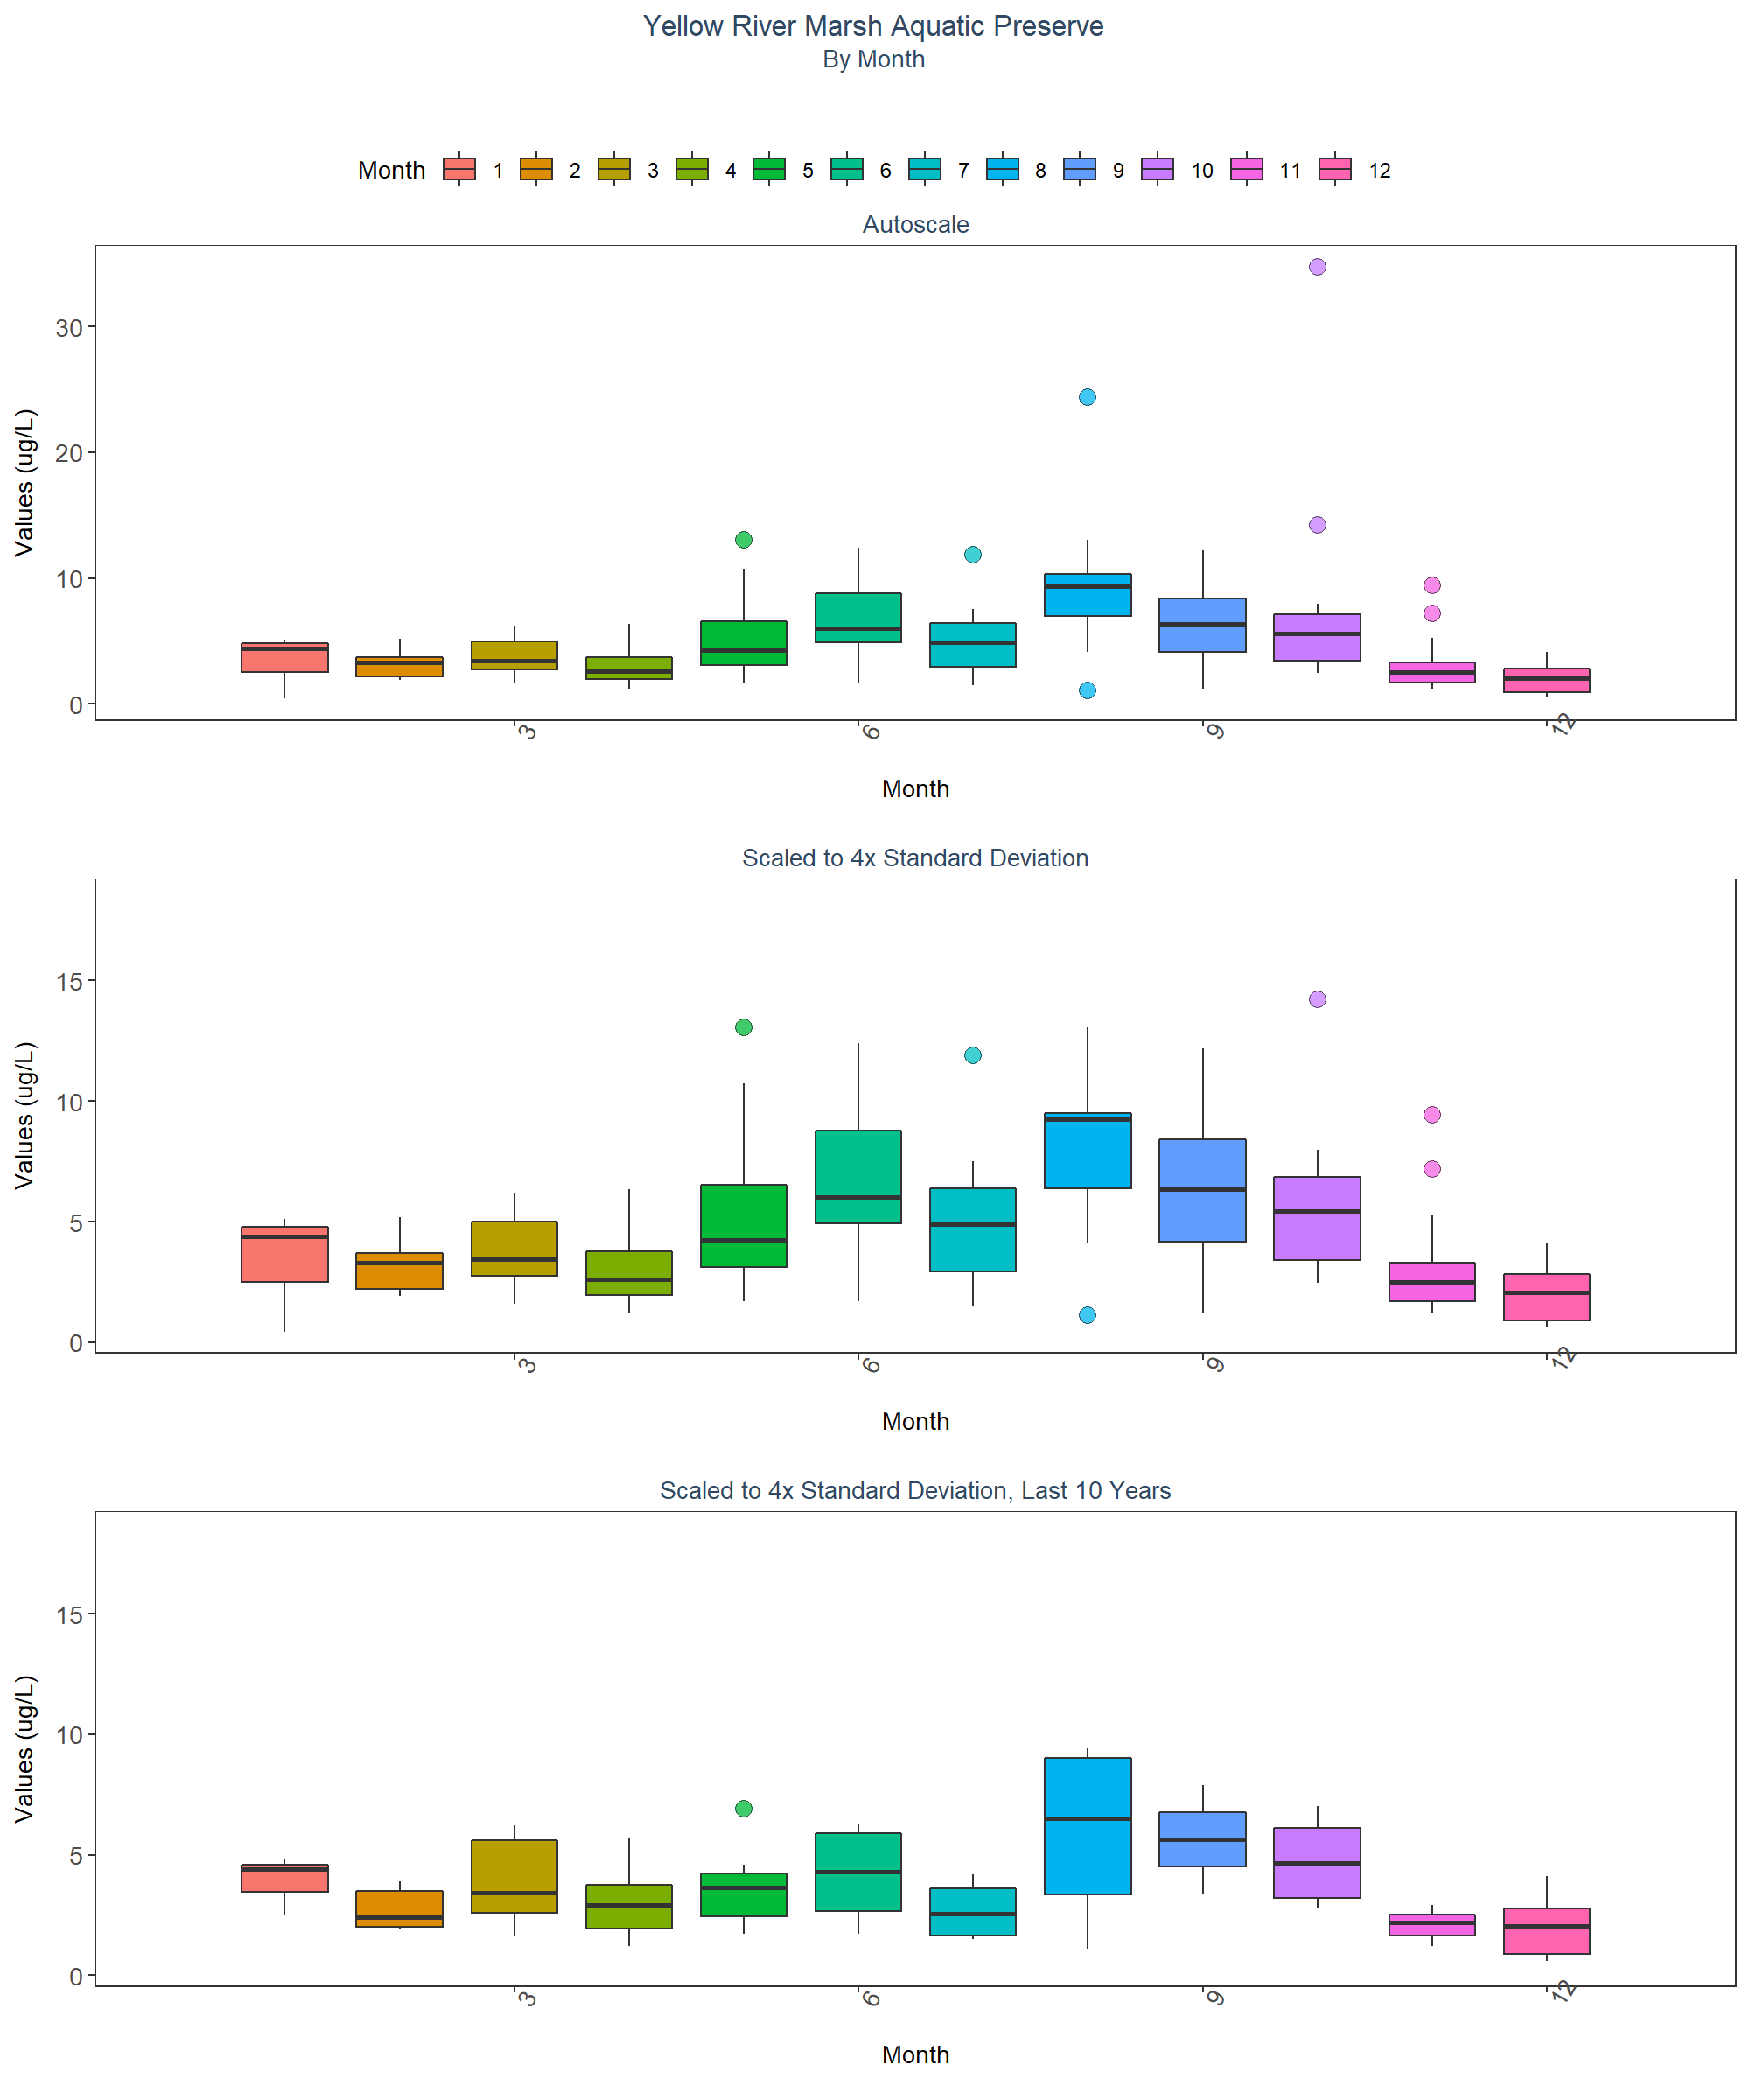 Yellow River Marsh Aquatic Preserve
By Month
Month 1 2 3 4 5 6 7 8 9 10 11 12
Autoscale
Values (ug/L)
30
20
10
0
3 6 9 12
Month
Scaled to 4x Standard Deviation
Values (ug/L)
15
10
5
0
3 6 9 12
Month
Scaled to 4x Standard Deviation, Last 10 Years
Values (ug/L)
15
10
5
0
3 6 9 12
Month